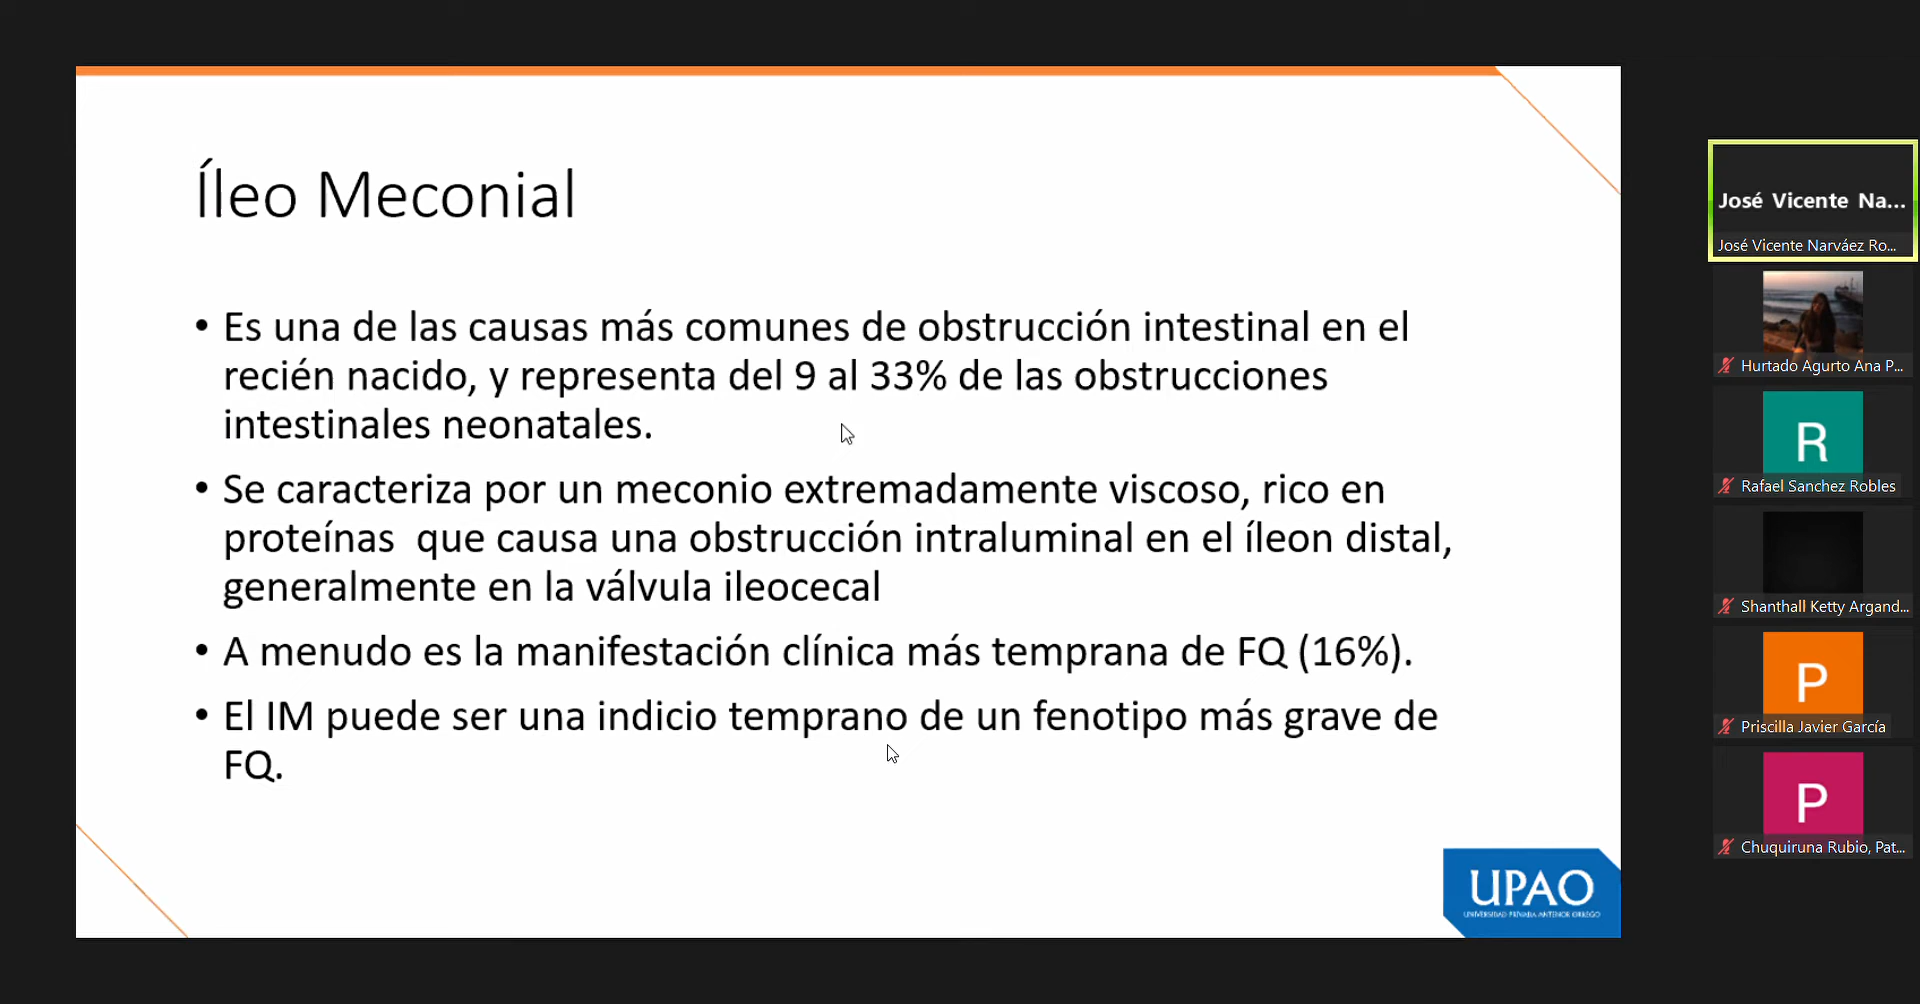 Íleo Meconial
• Es una de las causas más comunes de obstrucción intestinal en el
recién nacido, y representa del 9 al 33% de las obstrucciones
intestinales neonatales.
• Se caracteriza por un meconio extremadamente viscoso, rico en
proteínas  que causa una obstrucción intraluminal en el íleon distal,
generalmente en la válvula ileocecal
• A menudo es la manifestación clínica más temprana de FQ (16%).
• El IM puede ser una indicio temprano de un fenotipo más grave de
FQ.
UPAO
UNIVERSIDAD PRIVADA ANTENOR ORREGO
José Vicente Na...
José Vicente Narváez Ro...
Hurtado Agurto Ana P...
R
Rafael Sanchez Robles
Shanthall Ketty Argand...
P
Priscilla Javier García
P
Chuquiruna Rubio, Pat...